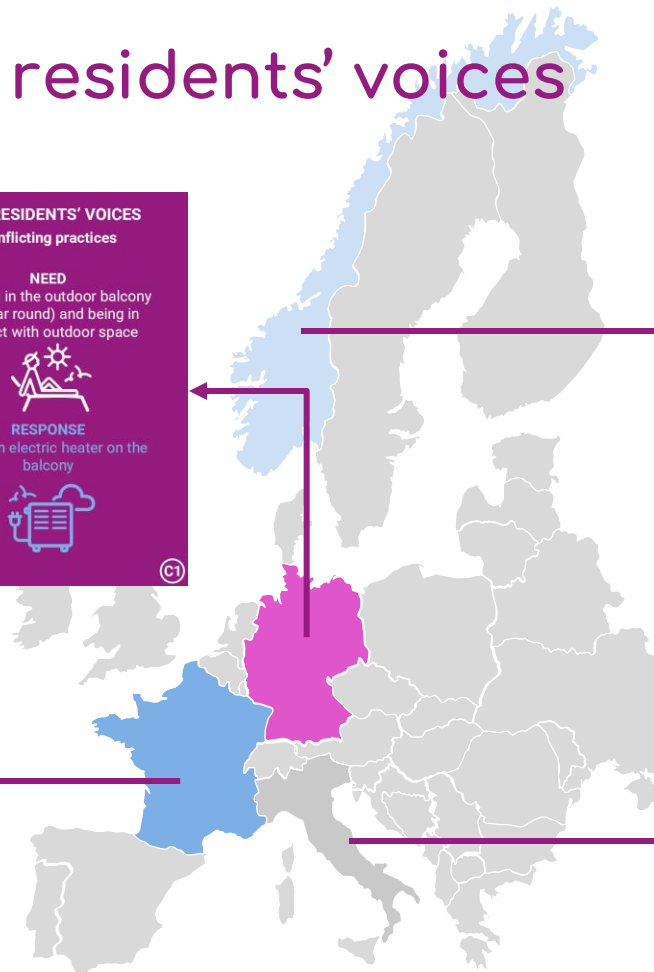 residents’ voices
RESIDENTS’ VOICES
nflicting practices
NEED
in the outdoor balcony
ar round) and being in
ct with outdoor space
RESPONSE
n electric heater on the
balcony
C1